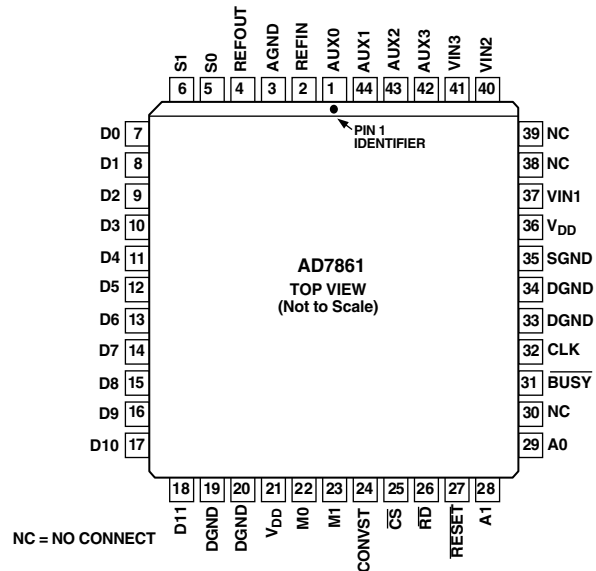 S1 S0 REFOUT AGND REFIN AUX0 AUX1 AUX2 AUX3 VIN3 VIN2
6 5 4 3 2 1 44 43 42 41 40
PIN 1
IDENTIFIER
D0 7
D1 8
D2 9
D3 10
D4 11
D5 12
D6 13
D7 14
D8 15
D9 16
D10 17
AD7861
TOP VIEW
(Not to Scale)
39 NC
38 NC
37 VIN1
36 VDD
35 SGND
34 DGND
33 DGND
32 CLK
31 BUSY
30 NC
29 A0
18 19 20 21 22 23 24 25 26 27 28
D11 DGND DGND VDD M0 M1 CONVST CS RD RESET A1
NC = NO CONNECT